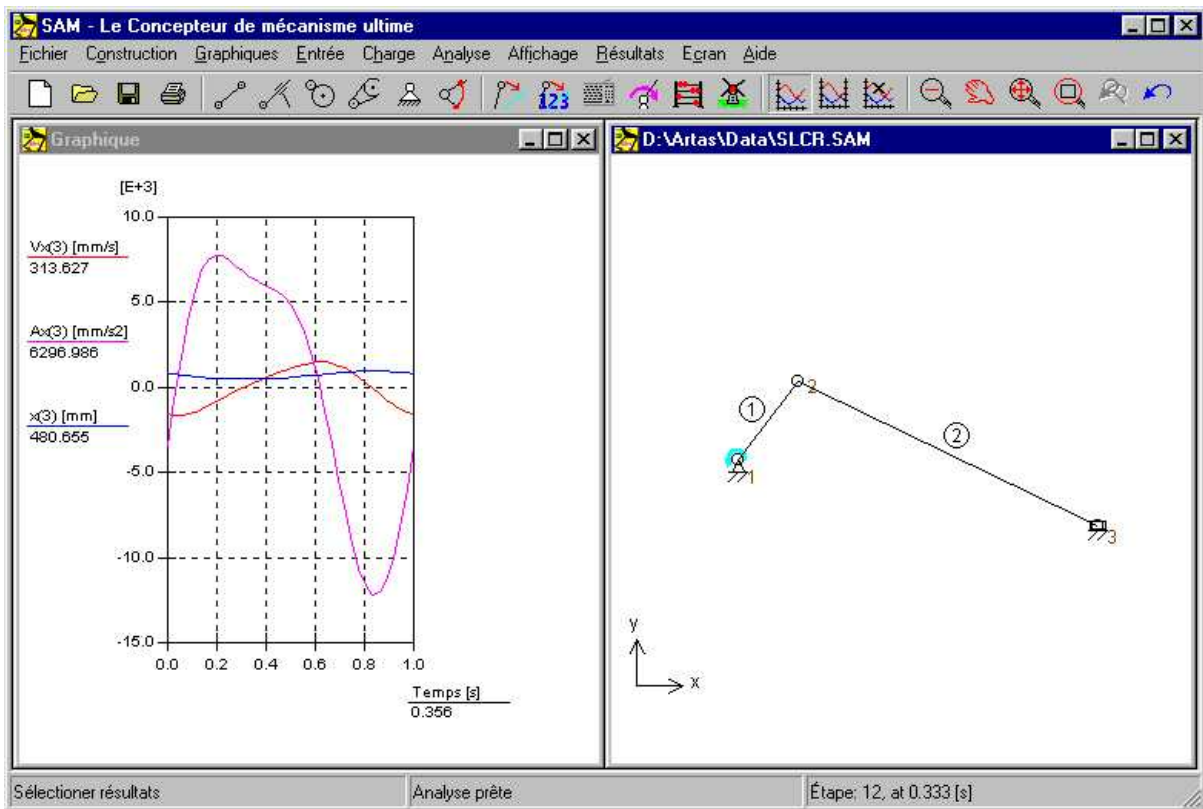 SAM - Le Concepteur de mécanisme ultime
Fichier Construction Graphiques Entrée Charge Analyse Affichage Résultats Ecran Aide
123
Graphique
[E+3]
10.0
Vx(3) [mm/s]
313.627
5.0
Ax(3) [mm/s2]
6296.986
0.0
x(3) [mm]
480.655
-5.0
-10.0
-15.0
0.0 0.2 0.4 0.6 0.8 1.0
Temps [s]
0.356
D:\Artas\Data\SLCR.SAM
2
1
2
1
3
y
x
Sélectioner résultats
Analyse prête
Étape: 12, at 0.333 [s]